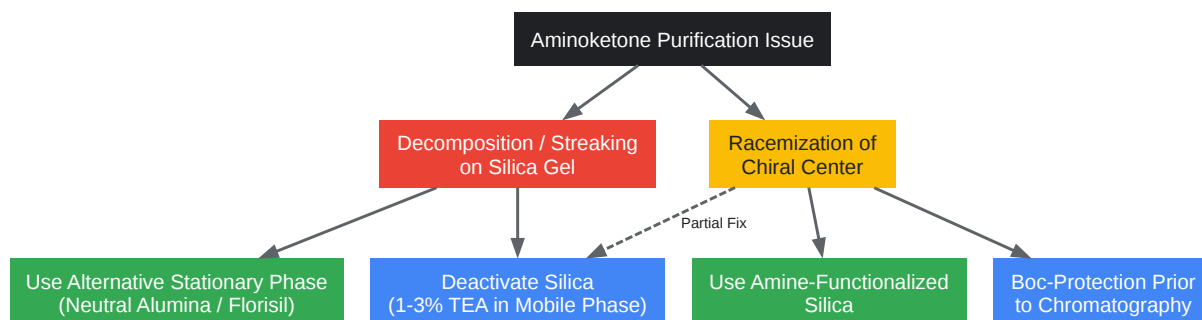 Aminoketone Purification Issue
Decomposition / Streaking
on Silica Gel
Racemization of
Chiral Center
Partial Fix
Use Alternative Stationary Phase
(Neutral Alumina / Florisil)
Deactivate Silica
(1-3% TEA in Mobile Phase)
Use Amine-Functionalized
Silica
Boc-Protection Prior
to Chromatography